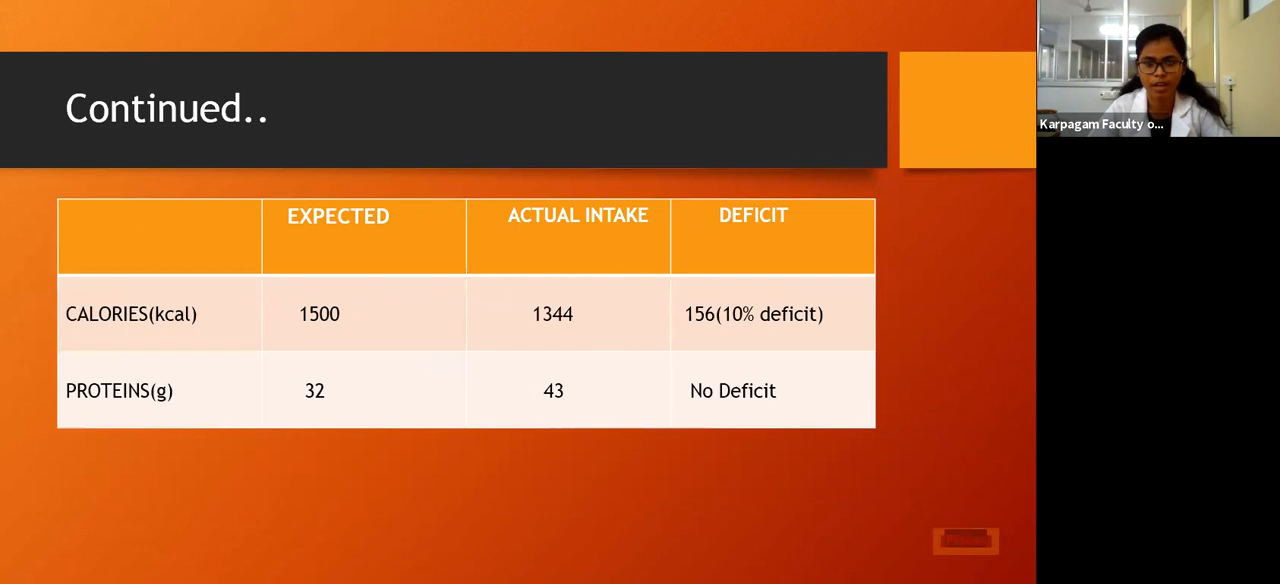 Continued..
EXPECTED ACTUAL INTAKE DEFICIT
CALORIES(kcal) 1500 1344 156(10% deficit)
PROTEINS(g) 32 43 No Deficit
Karpagam Faculty o...